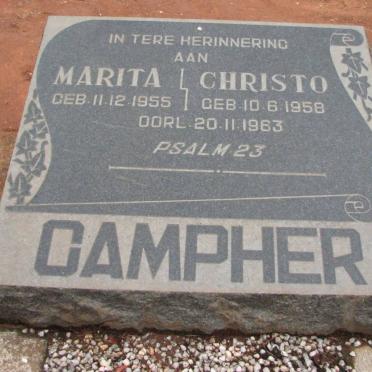 IN TERE HERINNERING
AAN
MARITA CHRISTO
GEB. 11.12.1955 GEB. 10.6.1958
OORL. 20.11.1963
PSALM 23
CAMPHER